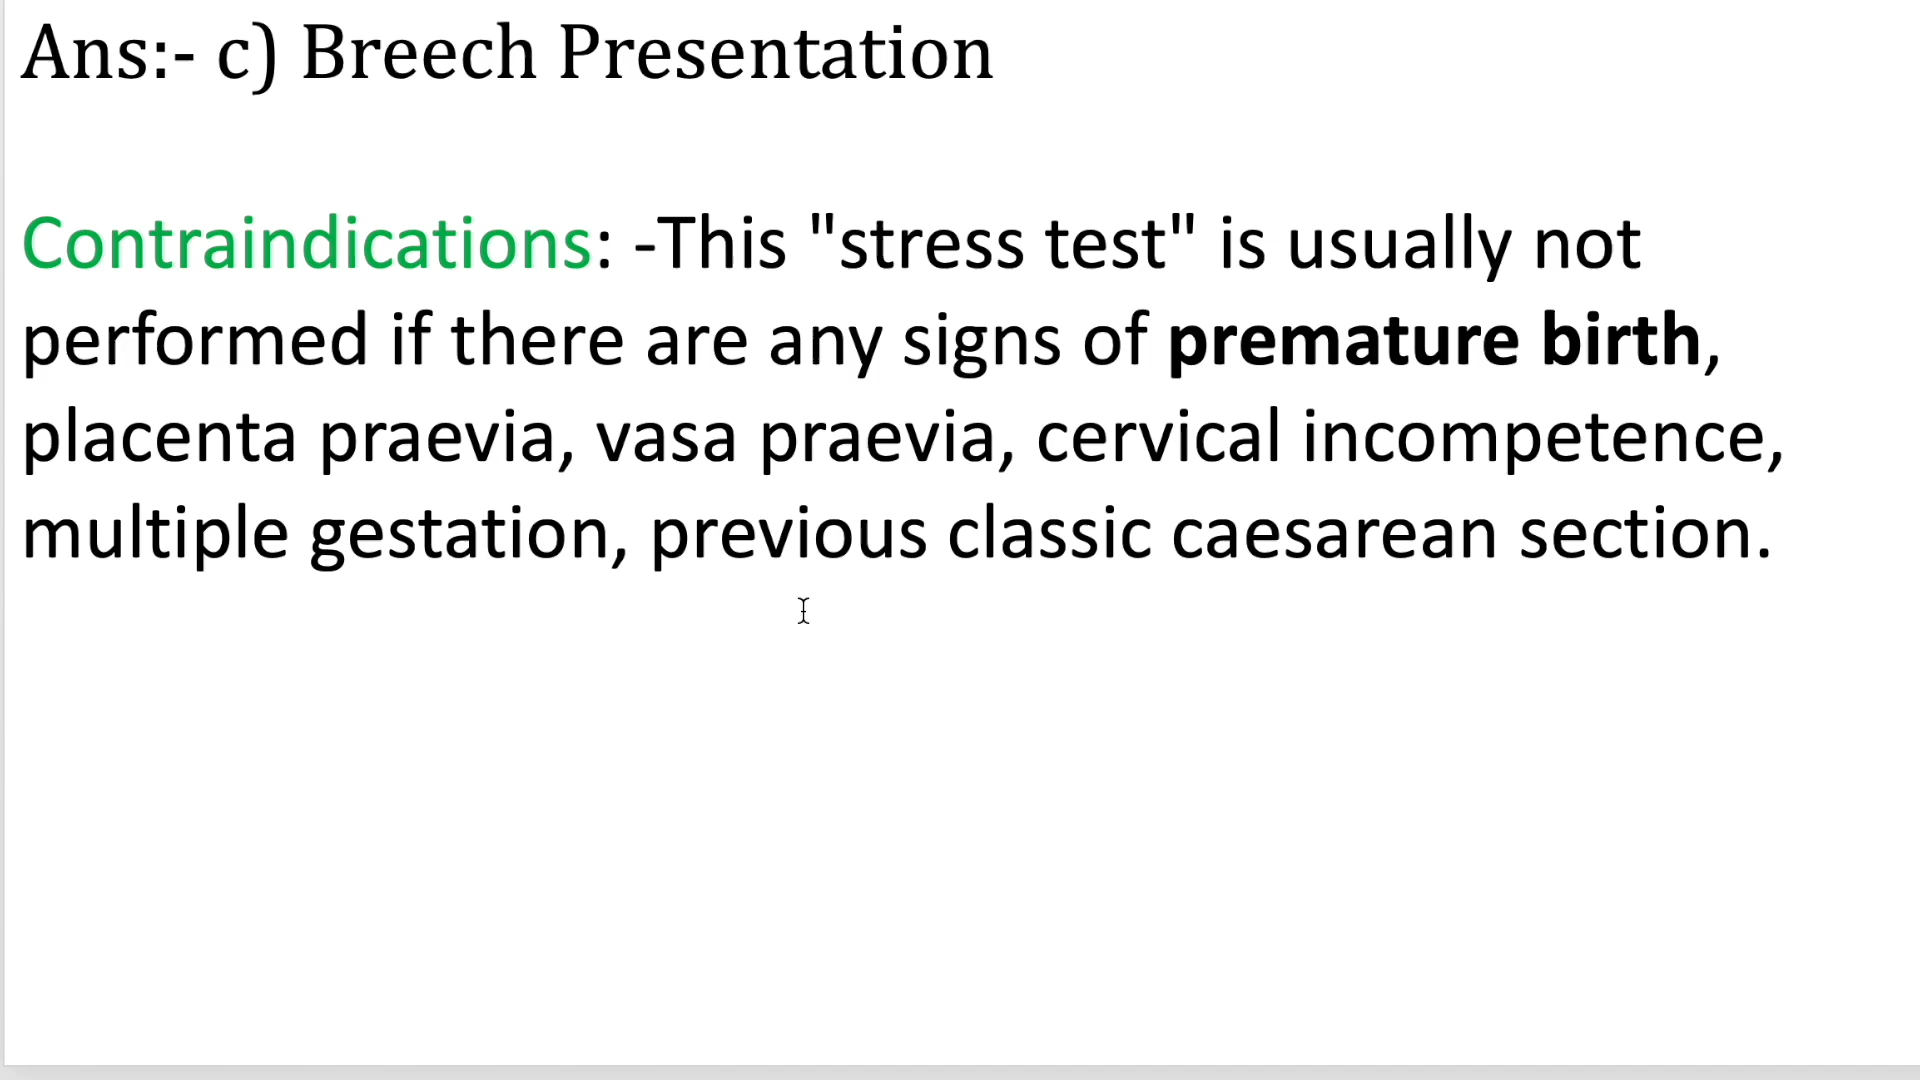 Ans:- c) Breech Presentation
Contraindications: -This "stress test" is usually not
performed if there are any signs of premature birth,
placenta praevia, vasa praevia, cervical incompetence,
multiple gestation, previous classic caesarean section.